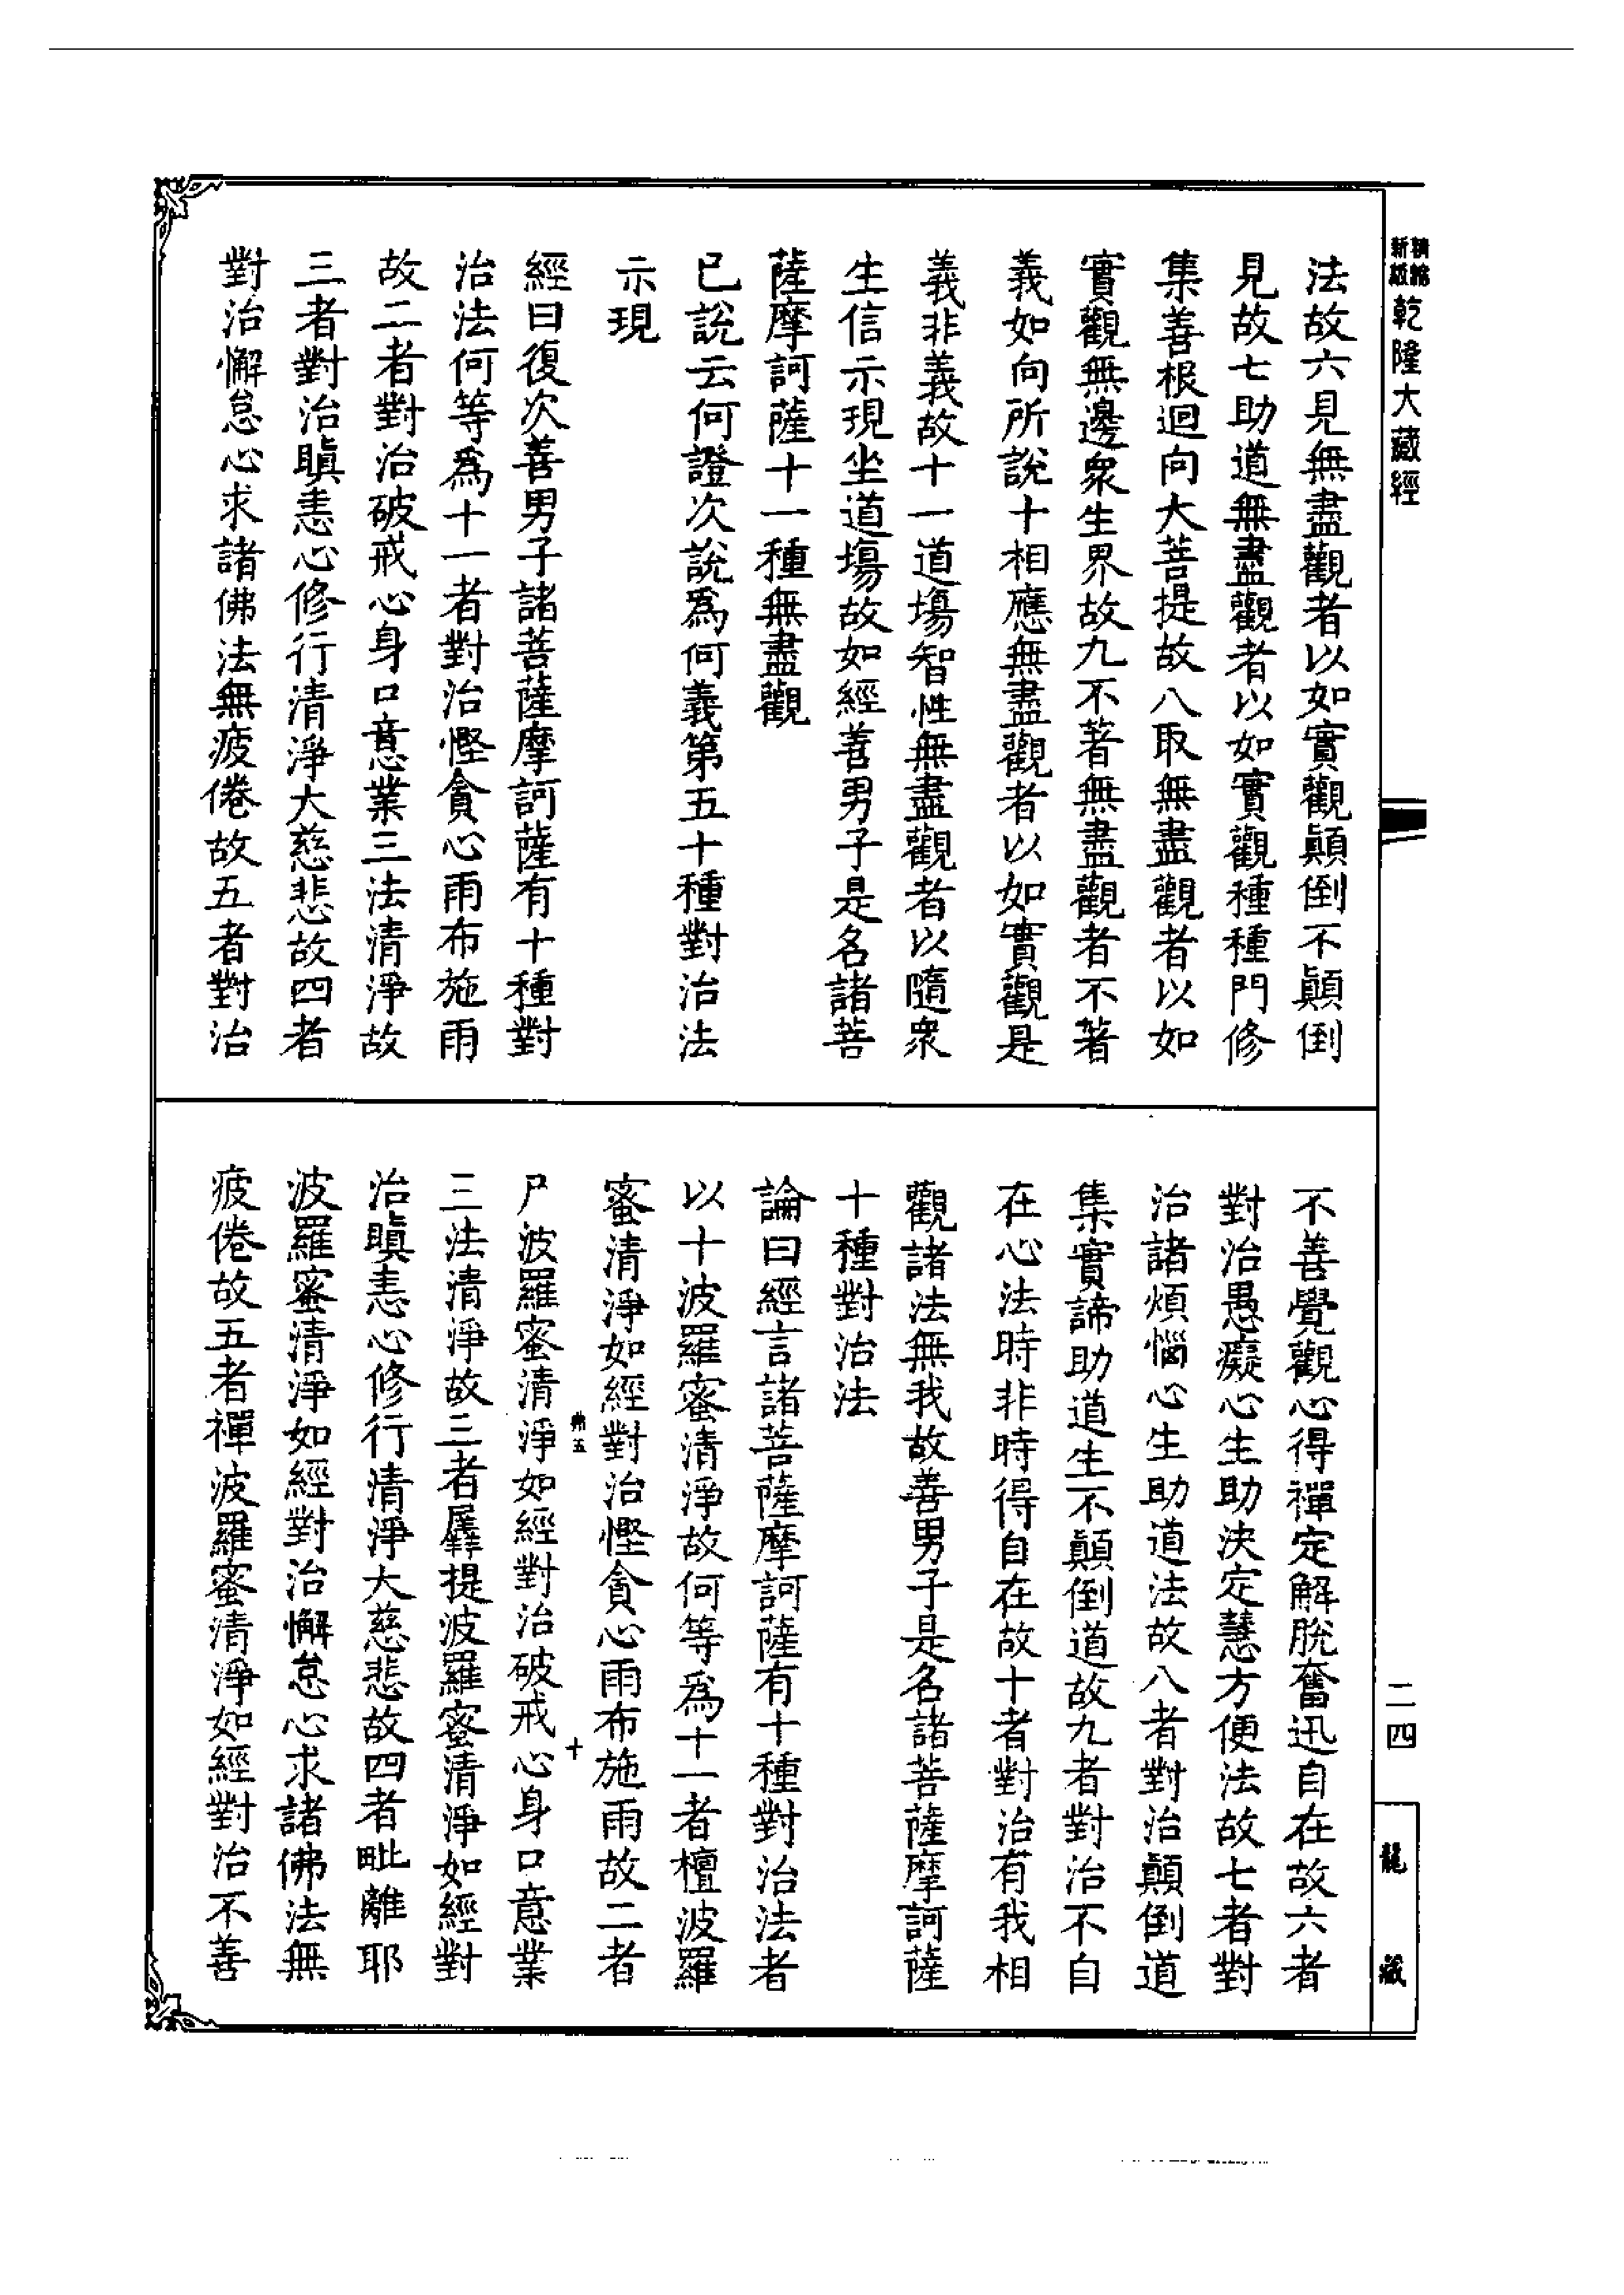 精縮新版乾隆大藏經
法故六見無盡觀者以如實觀顛倒不顛倒
見故七助道無盡觀者以如實觀種種門修
集善根迴向大菩提故八取無盡觀者以如
實觀無邊衆生界故九不著無盡觀者不著
義如向所說十相應無盡觀者以如實觀是
義非義故十一道場智性無盡觀者以隨衆
生信示現坐道場故如經善男子是名諸菩
薩摩訶薩十一種無盡觀
已說云何證次說爲何義第五十種對治法
示現
經曰復次善男子諸菩薩摩訶薩有十種對
治法何等爲十一者對治慳貪心雨布施雨
故二者對治破戒心身口意業三法清淨故
三者對治瞋恚心修行清淨大慈悲故四者
對治懈怠心求諸佛法無疲倦故五者對治
不善覺觀心得禪定解脫奮迅自在故六者
對治愚癡心生助決定慧方便法故七者對
治諸煩惱心生助道法故八者對治顛倒道
集實諦助道生不顛倒道故九者對治不自
在心法時非時得自在故十者對治有我相
觀諸法無我故善男子是名諸菩薩摩訶薩
十種對治法
論曰經言諸菩薩摩訶薩有十種對治法者
以十波羅蜜清淨故何等爲十一者檀波羅
蜜清淨如經對治慳貪心雨布施雨故二者
弗五　十
尸波羅蜜清淨如經對治破戒心身口意業
三法清淨故三者羼提波羅蜜清淨如經對
治瞋恚心修行清淨大慈悲故四者毗離耶
波羅蜜清淨如經對治懈怠心求諸佛法無
疲倦故五者禪波羅蜜清淨如經對治不善
二四
龍藏